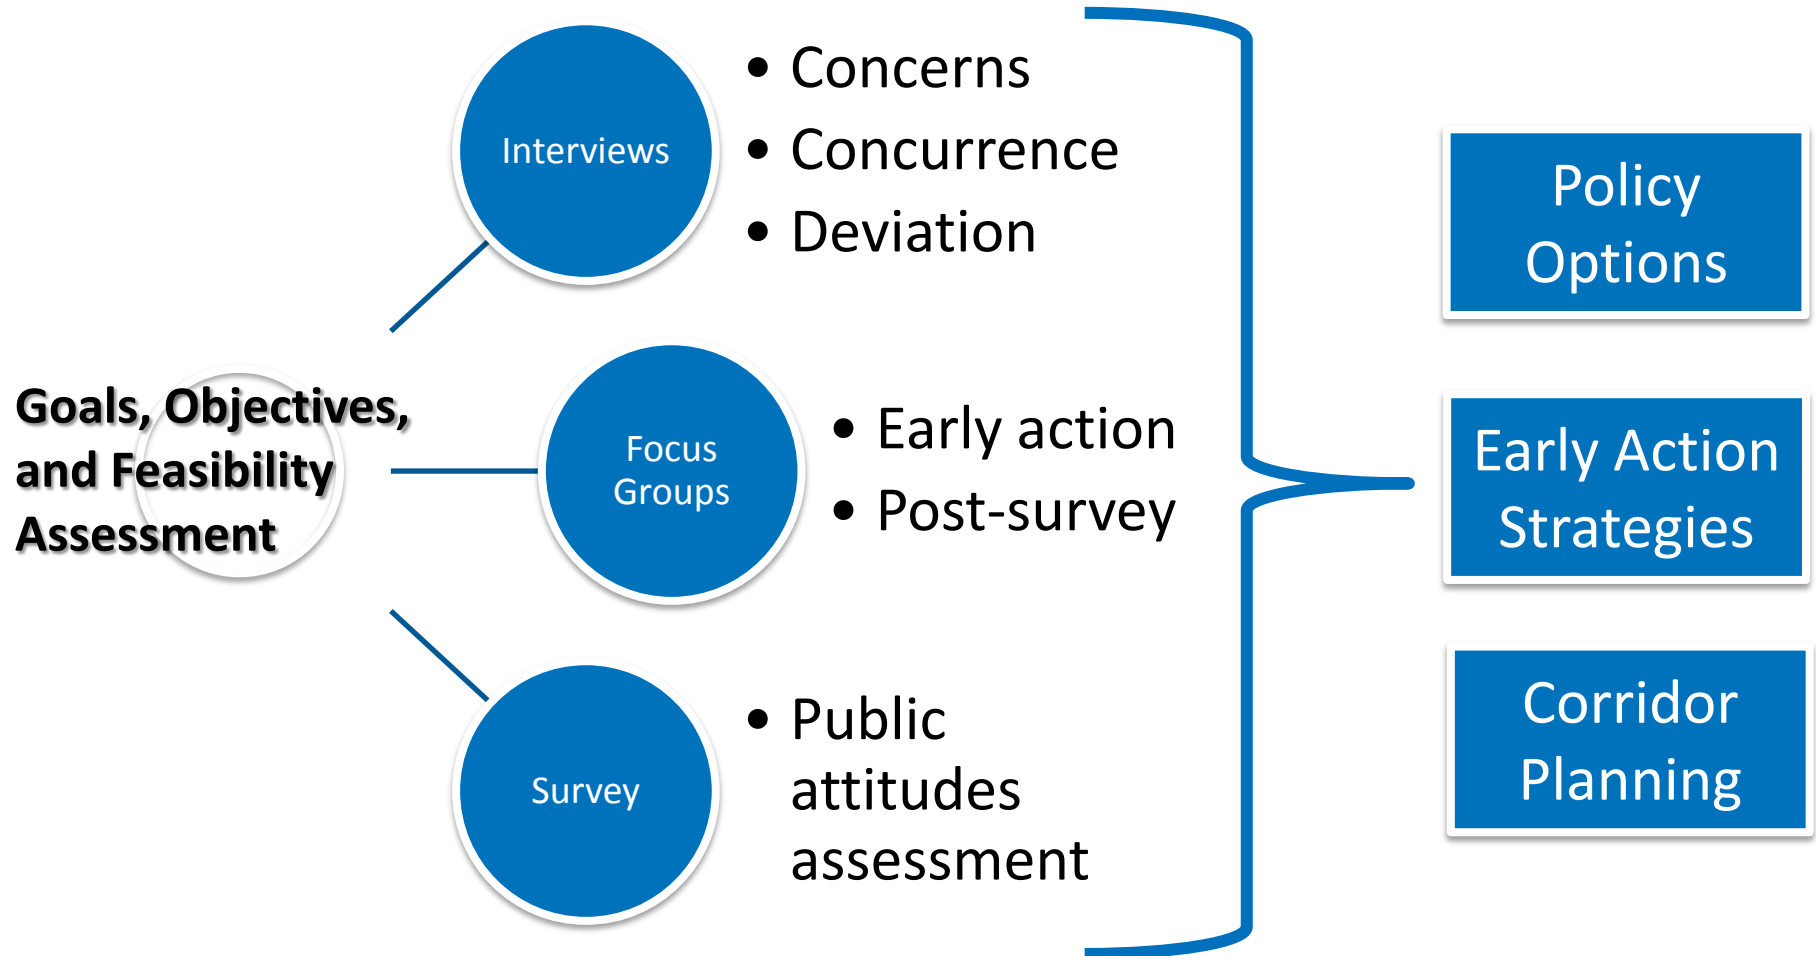 Goals, Objectives,
and Feasibility
Assessment
Interviews
• Concerns
• Concurrence
• Deviation
Focus
Groups
• Early action
• Post-survey
Survey
• Public
attitudes
assessment
Policy
Options
Early Action
Strategies
Corridor
Planning